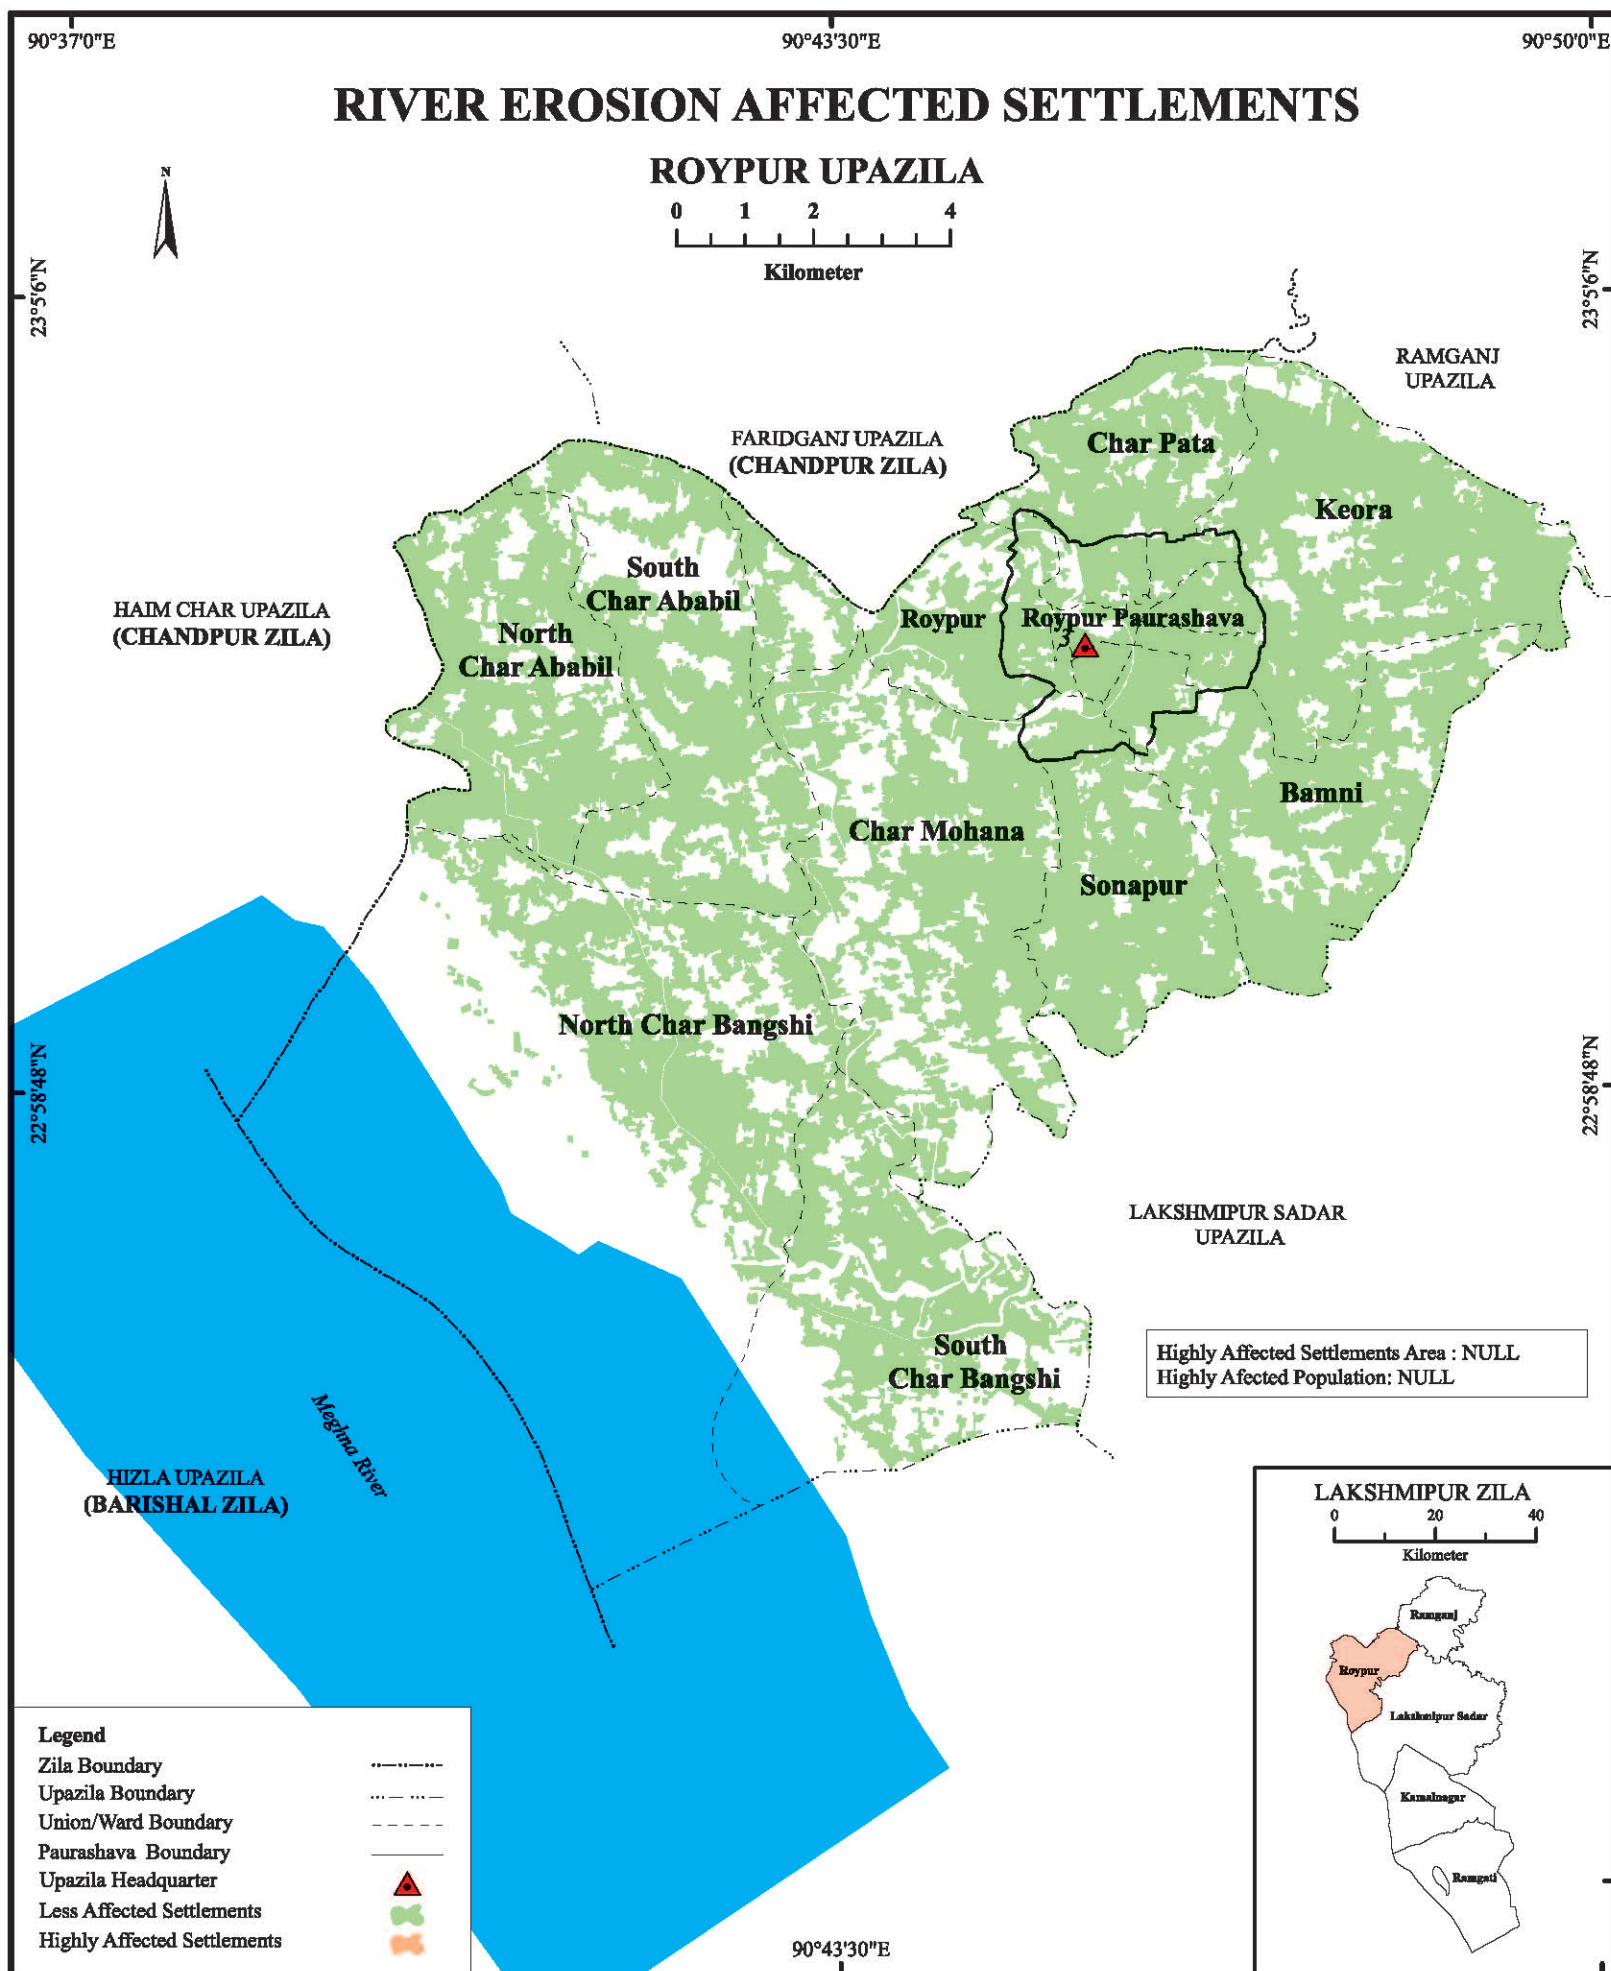 90°37'0"E
90°43'30"E
90°50'0"E
RIVER EROSION AFFECTED SETTLEMENTS
ROYPUR UPAZILA
N
0 1 2 4
Kilometer
23°5'6"N
23°5'6"N
RAMGANJ
UPAZILA
FARIDGANJ UPAZILA
(CHANDPUR ZILA)
Char Pata
Keora
South
Char Ababil
HAIM CHAR UPAZILA
(CHANDPUR ZILA)
North
Char Ababil
Roypur
Roypur Paurashava
3
Bamni
Char Mohana
Sonapur
North Char Bangshi
22°58'48"N
22°58'48"N
LAKSHMIPUR SADAR
UPAZILA
South
Char Bangshi
Highly Affected Settlements Area : NULL
Highly Afected Population: NULL
Meghna River
HIZLA UPAZILA
(BARISHAL ZILA)
LAKSHMIPUR ZILA
0 20 40
Kilometer
Ramganj
Roypur
Lakshmipur Sadar
Kamalnagar
Ramgati
Legend
Zila Boundary
Upazila Boundary
Union/Ward Boundary
Paurashava Boundary
Upazila Headquarter
Less Affected Settlements
Highly Affected Settlements
90°43'30"E